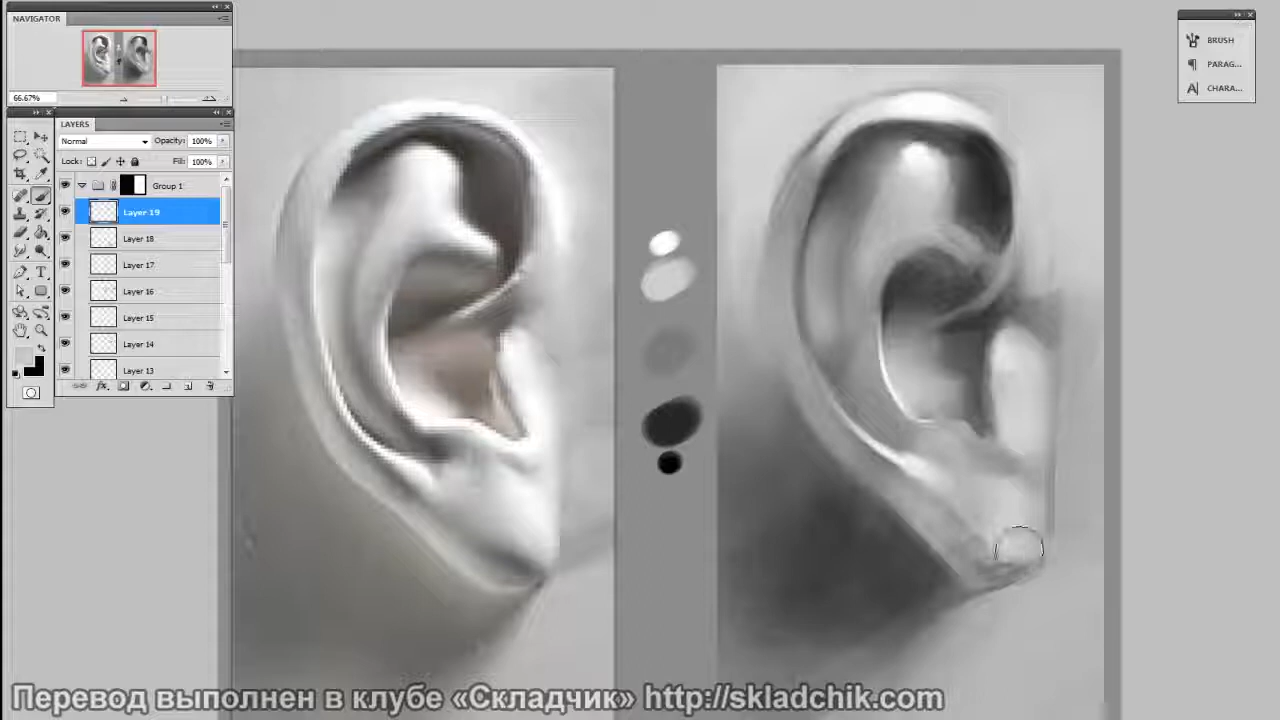 NAVIGATOR
66.67%
LAYERS
Normal
Opacity: 100%
Lock:
Fill: 100%
Group 1
Layer 19
Layer 18
Layer 17
Layer 16
Layer 15
Layer 14
Layer 13
BRUSH
PARAG...
CHARA...
Перевод выполнен в клубе «Складчик» http://skladchik.com